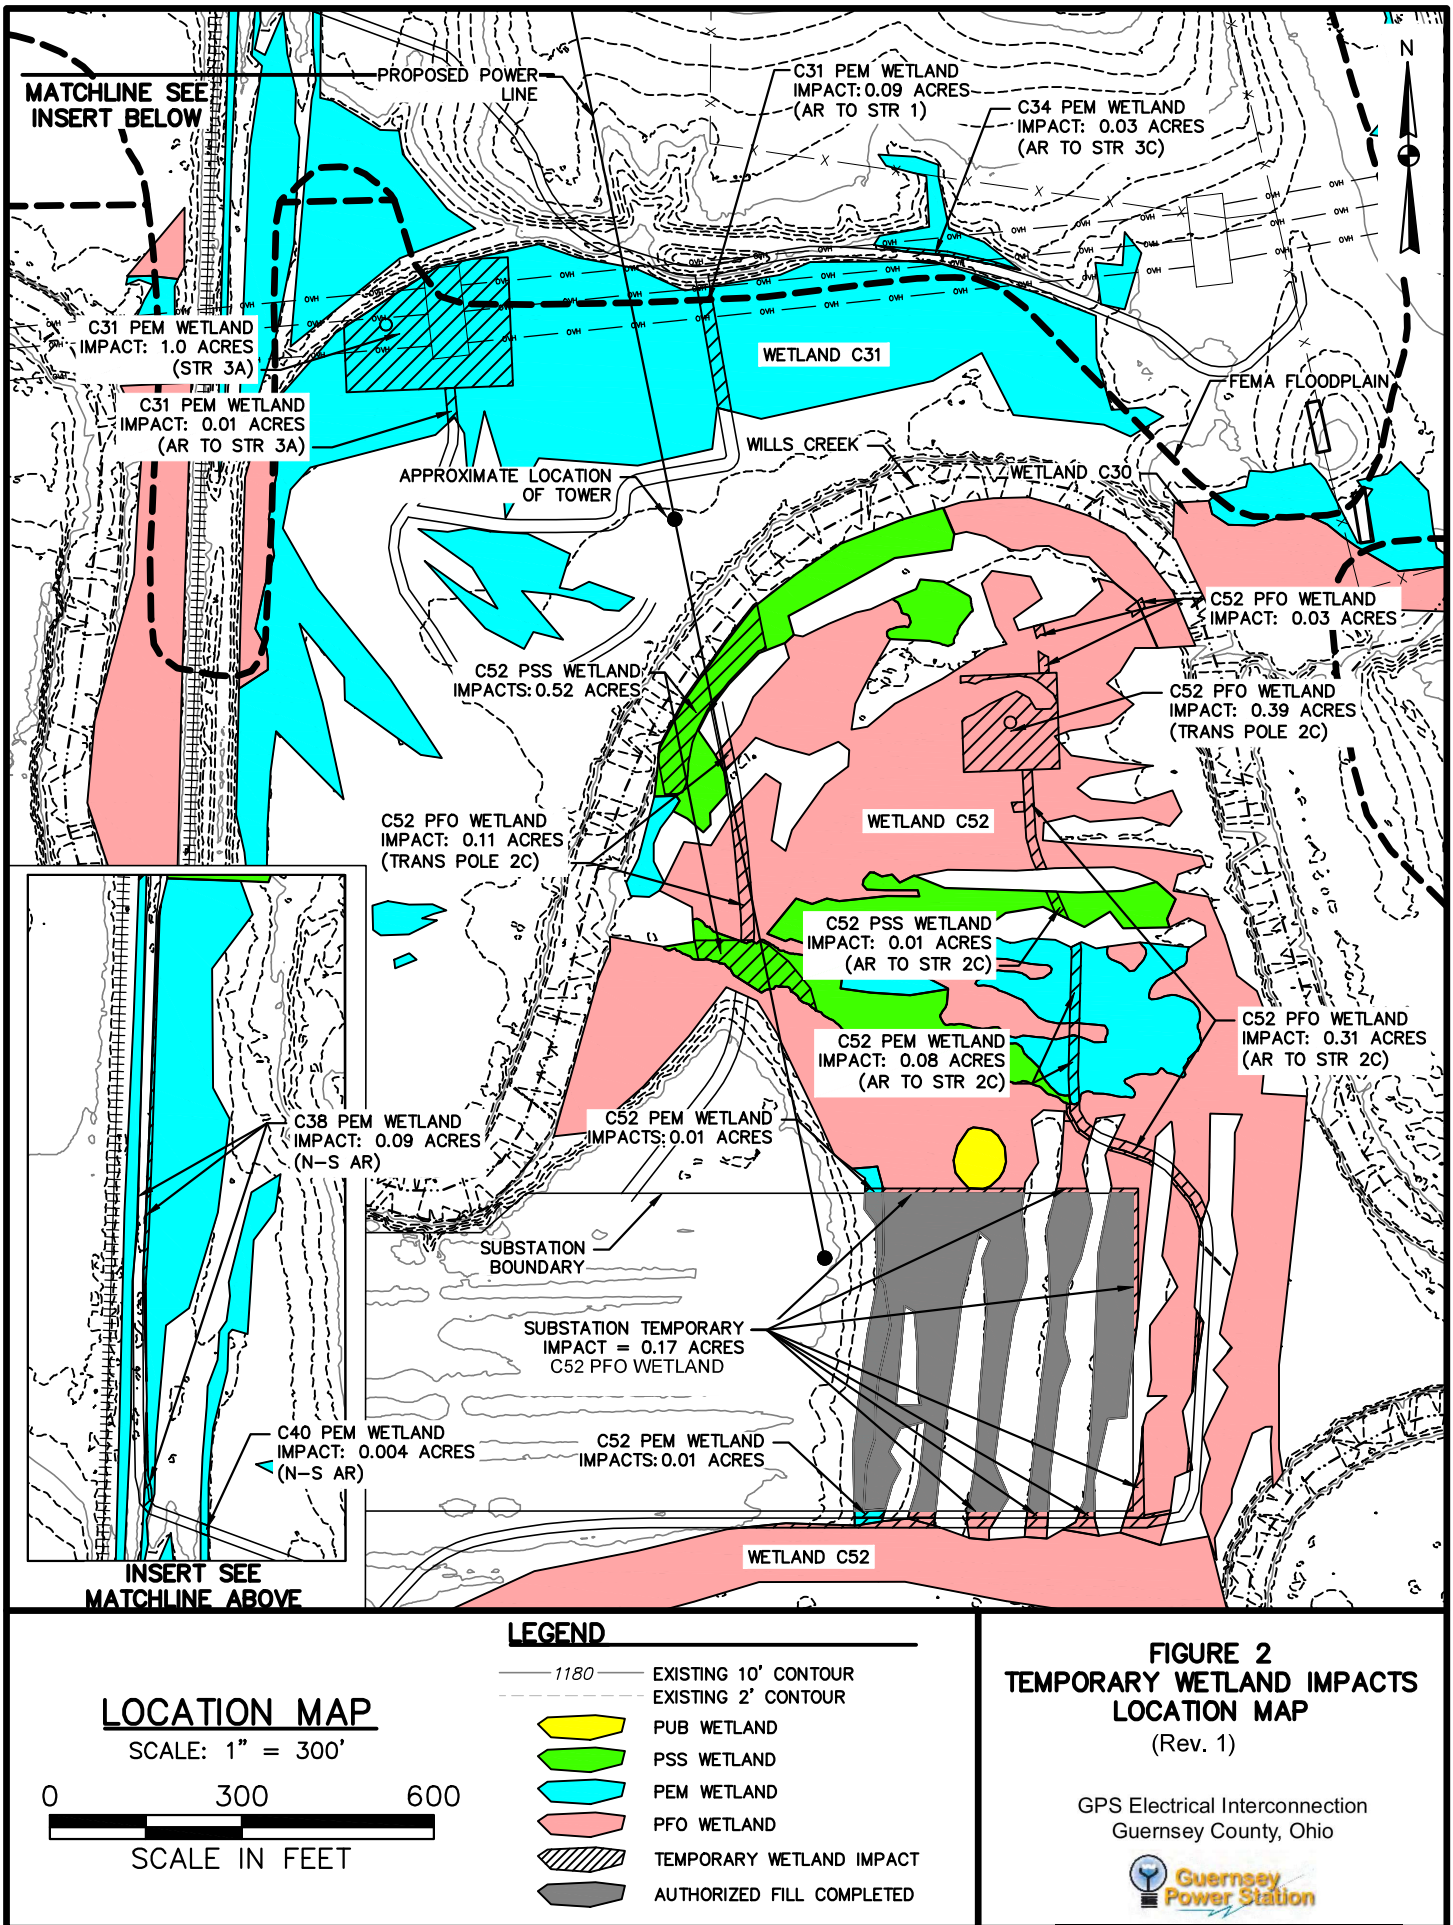 MATCHLINE SEE
INSERT BELOW
PROPOSED POWER
LINE
C31 PEM WETLAND
IMPACT: 0.09 ACRES
(AR TO STR 1)
C34 PEM WETLAND
IMPACT: 0.03 ACRES
(AR TO STR 3C)
N
C31 PEM WETLAND
IMPACT: 1.0 ACRES
(STR 3A)
WETLAND C31
C31 PEM WETLAND
IMPACT: 0.01 ACRES
(AR TO STR 3A)
FEMA FLOODPLAIN
WILLS CREEK
WETLAND C30
APPROXIMATE LOCATION
OF TOWER
C52 PFO WETLAND
IMPACT: 0.03 ACRES
C52 PSS WETLAND
IMPACTS: 0.52 ACRES
C52 PFO WETLAND
IMPACT: 0.39 ACRES
(TRANS POLE 2C)
C52 PFO WETLAND
IMPACT: 0.11 ACRES
(TRANS POLE 2C)
WETLAND C52
C52 PSS WETLAND
IMPACT: 0.01 ACRES
(AR TO STR 2C)
C52 PEM WETLAND
IMPACT: 0.08 ACRES
(AR TO STR 2C)
C52 PFO WETLAND
IMPACT: 0.31 ACRES
(AR TO STR 2C)
C38 PEM WETLAND
IMPACT: 0.09 ACRES
(N-S AR)
C52 PEM WETLAND
IMPACTS: 0.01 ACRES
SUBSTATION
BOUNDARY
SUBSTATION TEMPORARY
IMPACT = 0.17 ACRES
C52 PFO WETLAND
C40 PEM WETLAND
IMPACT: 0.004 ACRES
(N-S AR)
C52 PEM WETLAND
IMPACTS: 0.01 ACRES
WETLAND C52
INSERT SEE
MATCHLINE ABOVE
LOCATION MAP
SCALE: 1" = 300'
0 300 600
SCALE IN FEET
LEGEND
1180 EXISTING 10' CONTOUR
EXISTING 2' CONTOUR
PUB WETLAND
PSS WETLAND
PEM WETLAND
PFO WETLAND
TEMPORARY WETLAND IMPACT
AUTHORIZED FILL COMPLETED
FIGURE 2
TEMPORARY WETLAND IMPACTS
LOCATION MAP
(Rev. 1)
GPS Electrical Interconnection
Guernsey County, Ohio
Guernsey
Power Station